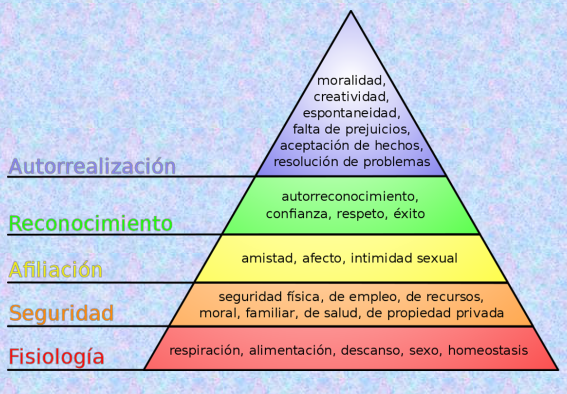 moralidad,
creatividad,
espontaneidad,
falta de prejuicios,
aceptación de hechos,
resolución de problemas
Autorrealización
autorreconocimiento,
confianza, respeto, éxito
Reconocimiento
amistad, afecto, intimidad sexual
Afiliación
seguridad física, de empleo, de recursos,
moral, familiar, de salud, de propiedad privada
Seguridad
respiración, alimentación, descanso, sexo, homeostasis
Fisiología